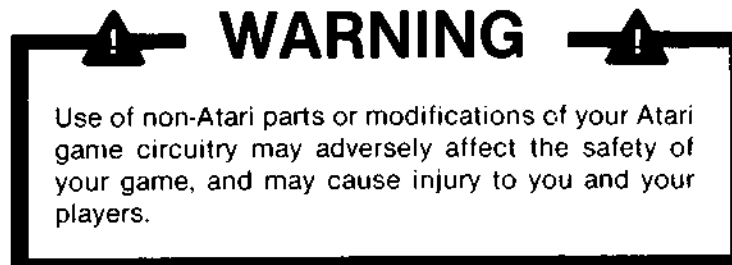 WARNING
Use of non-Atari parts or modifications of your Atari
game circuitry may adversely affect the safety of
your game, and may cause injury to you and your
players.